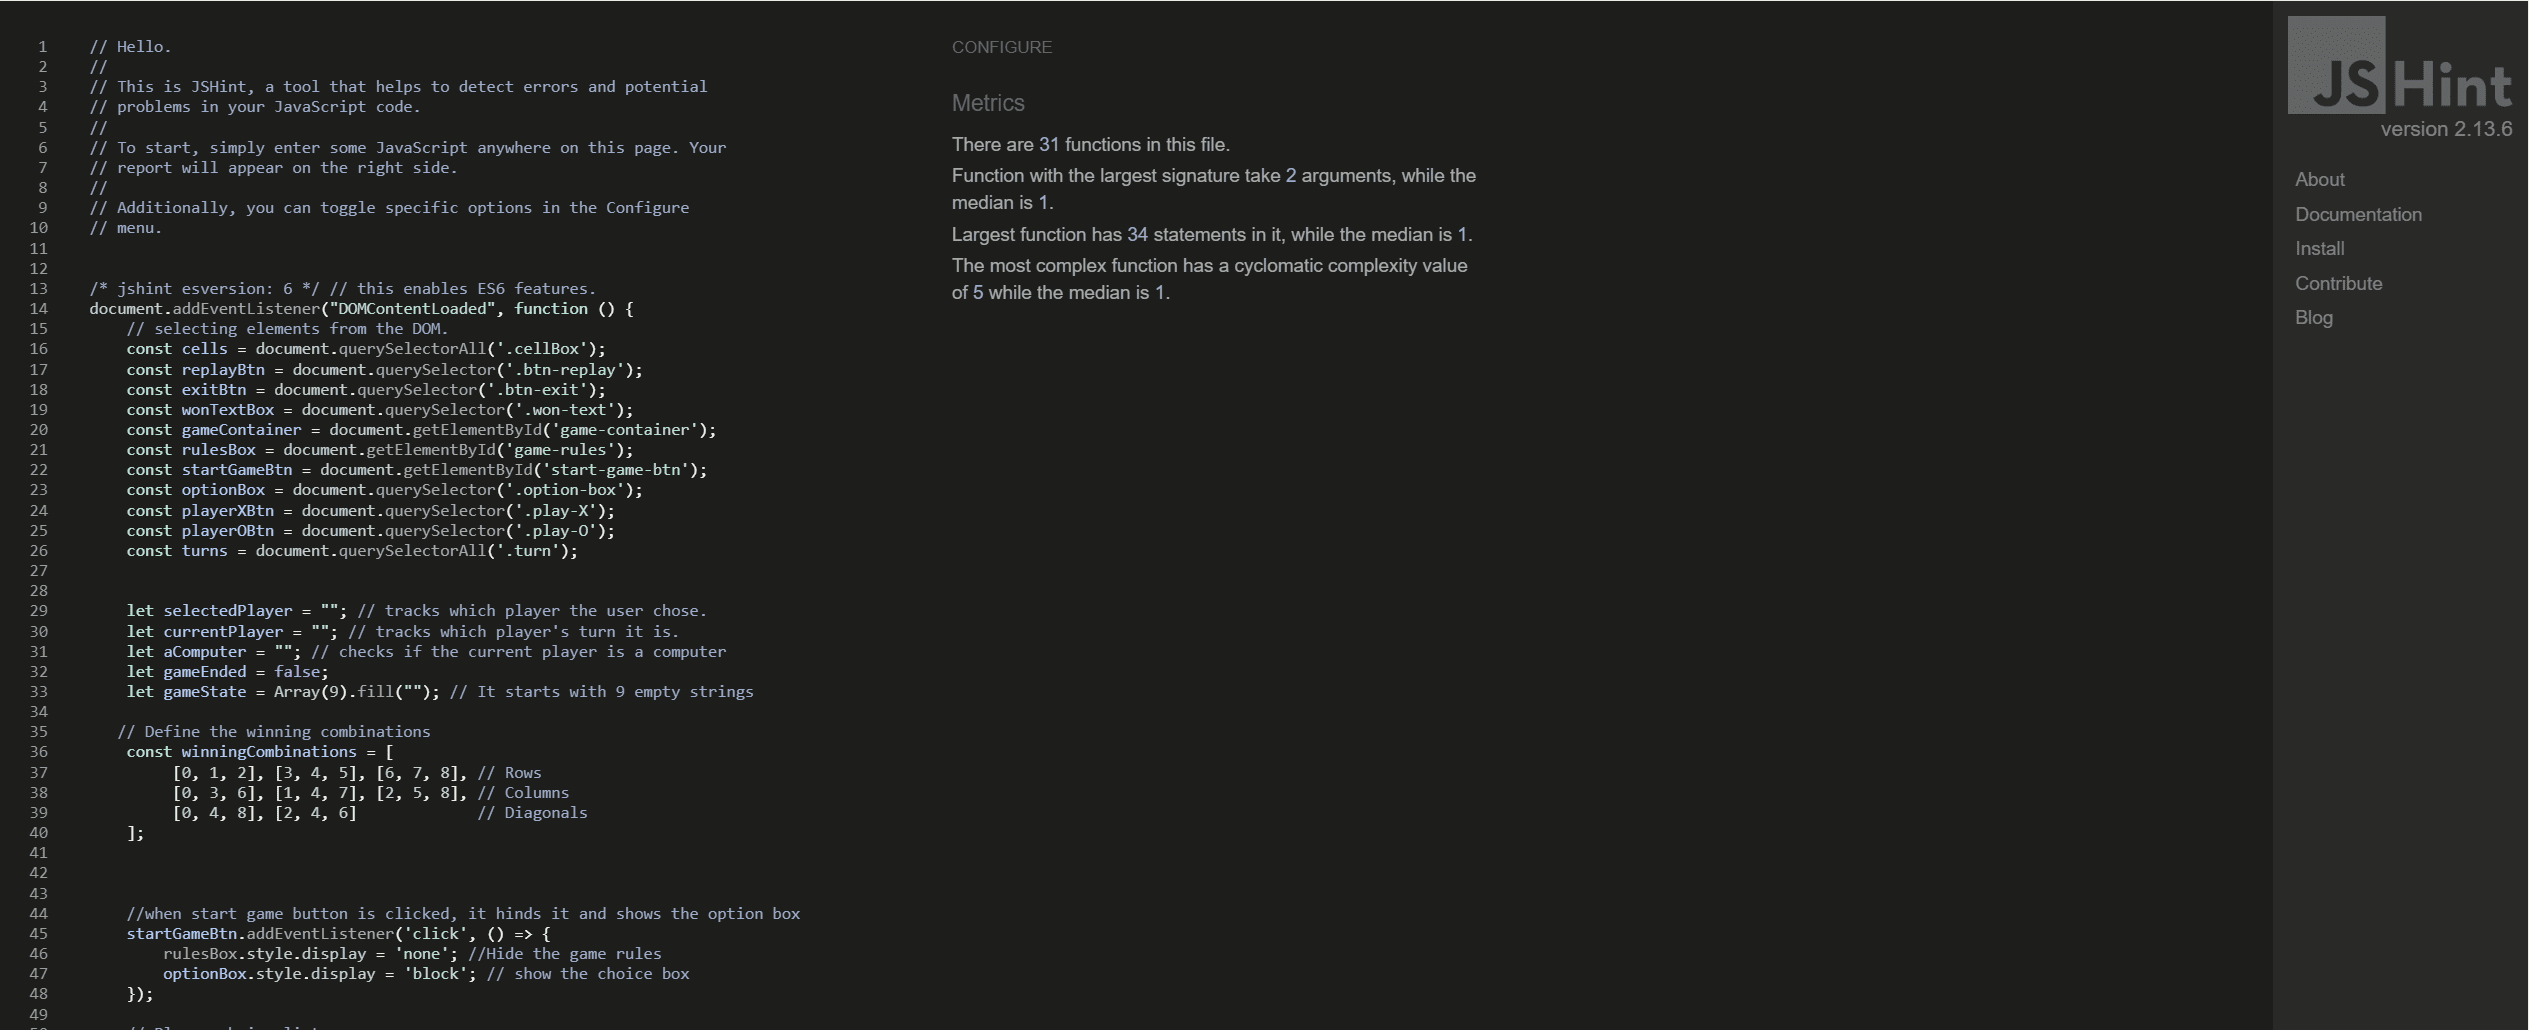 1 // Hello.
2 //
3 // This is JSHint, a tool that helps to detect errors and potential
4 // problems in your JavaScript code.
5 //
6 // To start, simply enter some JavaScript anywhere on this page. Your
7 // report will appear on the right side.
8 //
9 // Additionally, you can toggle specific options in the Configure
10 // menu.
11
12
13 /* jshint esversion: 6 */ // this enables ES6 features.
14 document.addEventListener("DOMContentLoaded", function () {
15     // selecting elements from the DOM.
16     const cells = document.querySelectorAll('.cellBox');
17     const replayBtn = document.querySelector('.btn-replay');
18     const exitBtn = document.querySelector('.btn-exit');
19     const wonTextBox = document.querySelector('.won-text');
20     const gameContainer = document.getElementById('game-container');
21     const rulesBox = document.getElementById('game-rules');
22     const startGameBtn = document.getElementById('start-game-btn');
23     const optionBox = document.querySelector('.option-box');
24     const playerXBtn = document.querySelector('.play-X');
25     const playerOBtn = document.querySelector('.play-O');
26     const turns = document.querySelectorAll('.turn');
27
28
29     let selectedPlayer = ""; // tracks which player the user chose.
30     let currentPlayer = ""; // tracks which player's turn it is.
31     let aComputer = ""; // checks if the current player is a computer
32     let gameEnded = false;
33     let gameState = Array(9).fill(""); // It starts with 9 empty strings
34
35    // Define the winning combinations
36     const winningCombinations = [
37          [0, 1, 2], [3, 4, 5], [6, 7, 8], // Rows
38          [0, 3, 6], [1, 4, 7], [2, 5, 8], // Columns
39          [0, 4, 8], [2, 4, 6]             // Diagonals
40     ];
41
42
43
44     //when start game button is clicked, it hinds it and shows the option box
45     startGameBtn.addEventListener('click', () => {
46         rulesBox.style.display = 'none'; //Hide the game rules
47         optionBox.style.display = 'block'; // show the choice box
48     });
49
CONFIGURE
Metrics
There are 31 functions in this file.
Function with the largest signature take 2 arguments, while the
median is 1.
Largest function has 34 statements in it, while the median is 1.
The most complex function has a cyclomatic complexity value
of 5 while the median is 1.
JSHint
version 2.13.6
About
Documentation
Install
Contribute
Blog